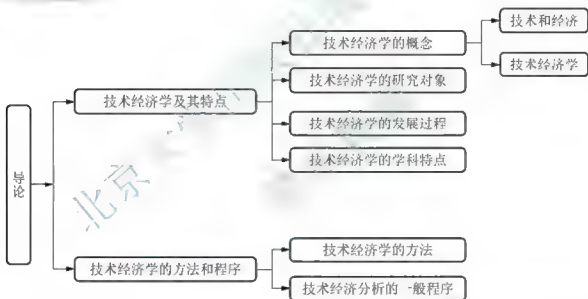 导论
技术经济学及其特点
技术经济学的概念
技术和经济
技术经济学
技术经济学的研究对象
技术经济学的发展过程
技术经济学的学科特点
技术经济学的方法和程序
技术经济学的方法
技术经济分析的一般程序
北京